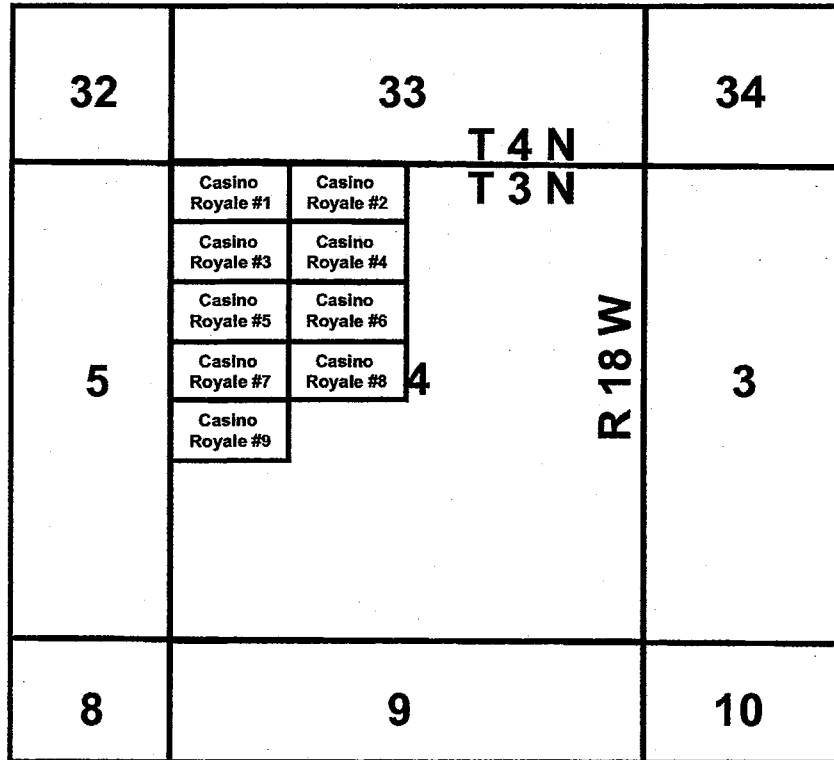 32
33
34
T 4 N
T 3 N
Casino
Royale #1
Casino
Royale #2
Casino
Royale #3
Casino
Royale #4
Casino
Royale #5
Casino
Royale #6
Casino
Royale #7
Casino
Royale #8
Casino
Royale #9
5
4
R 18 W
3
8
9
10